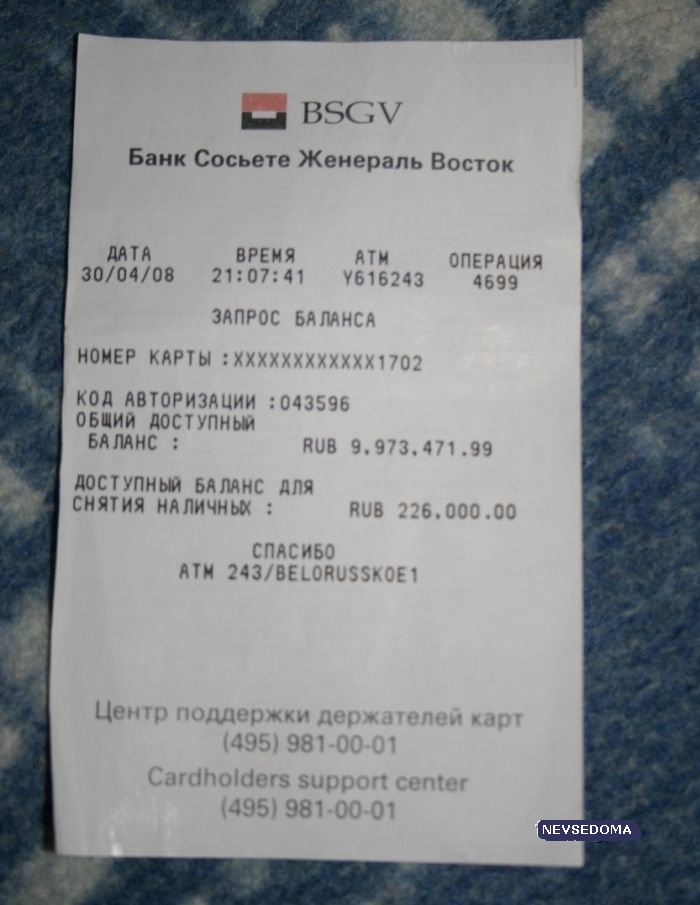 BSGV
Банк Сосьете Женераль Восток
ДАТА ВРЕМЯ АТМ ОПЕРАЦИЯ
30/04/08 21:07:41 Y616243 4699
ЗАПРОС БАЛАНСА
НОМЕР КАРТЫ :XXXXXXXXXXXX1702
КОД АВТОРИЗАЦИИ :043596
ОБЩИЙ ДОСТУПНЫЙ
БАЛАНС : RUB 9,973,471.99
ДОСТУПНЫЙ БАЛАНС ДЛЯ
СНЯТИЯ НАЛИЧНЫХ : RUB 226,000.00
СПАСИБО
ATM 243/BELORUSSKOE1
Центр поддержки держателей карт
(495) 981-00-01
Cardholders support center
(495) 981-00-01
NEVSEDOMA